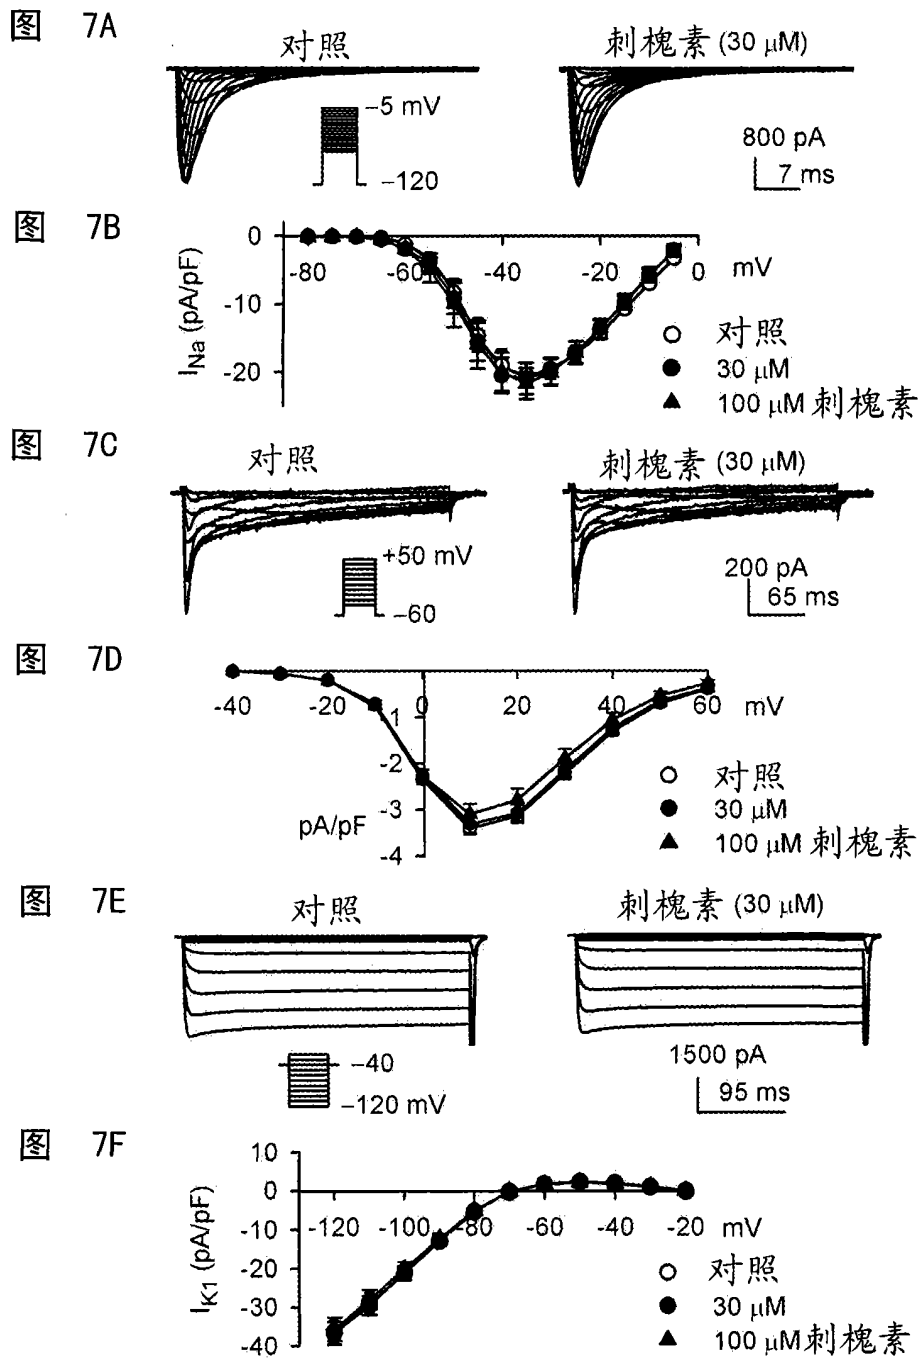 图 7A
对照
刺槐素 (30 μM)
−5 mV
−120
800 pA
7 ms
图 7B
I_Na (pA/pF)
0
-10
-20
-80
-60
-40
-20
0
mV
对照
30 μM
100 μM 刺槐素
图 7C
对照
刺槐素 (30 μM)
+50 mV
−60
200 pA
65 ms
图 7D
-40
-20
0
20
40
60
mV
1
-2
-3
-4
pA/pF
对照
30 μM
100 μM 刺槐素
图 7E
对照
刺槐素 (30 μM)
−40
−120 mV
1500 pA
95 ms
图 7F
I_K1 (pA/pF)
10
0
-10
-20
-30
-40
-120
-100
-80
-60
-40
-20
mV
对照
30 μM
100 μM 刺槐素